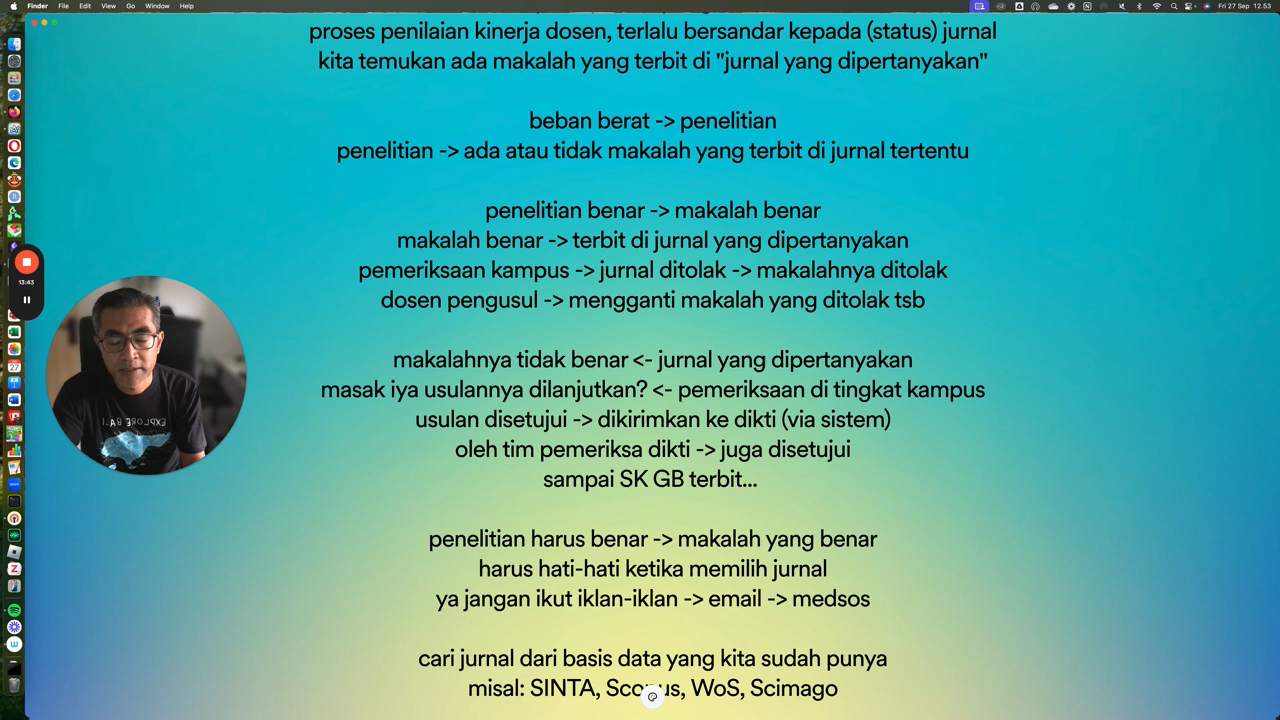 Finder File Edit View Go Window Help
Fri 27 Sep 12.53
proses penilaian kinerja dosen, terlalu bersandar kepada (status) jurnal
kita temukan ada makalah yang terbit di "jurnal yang dipertanyakan"
beban berat -> penelitian
penelitian -> ada atau tidak makalah yang terbit di jurnal tertentu
penelitian benar -> makalah benar
makalah benar -> terbit di jurnal yang dipertanyakan
pemeriksaan kampus -> jurnal ditolak -> makalahnya ditolak
dosen pengusul -> mengganti makalah yang ditolak tsb
13:43
EXPLORE BALI
makalahnya tidak benar <- jurnal yang dipertanyakan
masak iya usulannya dilanjutkan? <- pemeriksaan di tingkat kampus
usulan disetujui -> dikirimkan ke dikti (via sistem)
oleh tim pemeriksa dikti -> juga disetujui
sampai SK GB terbit...
penelitian harus benar -> makalah yang benar
harus hati-hati ketika memilih jurnal
ya jangan ikut iklan-iklan -> email -> medsos
cari jurnal dari basis data yang kita sudah punya
misal: SINTA, Scopus, WoS, Scimago